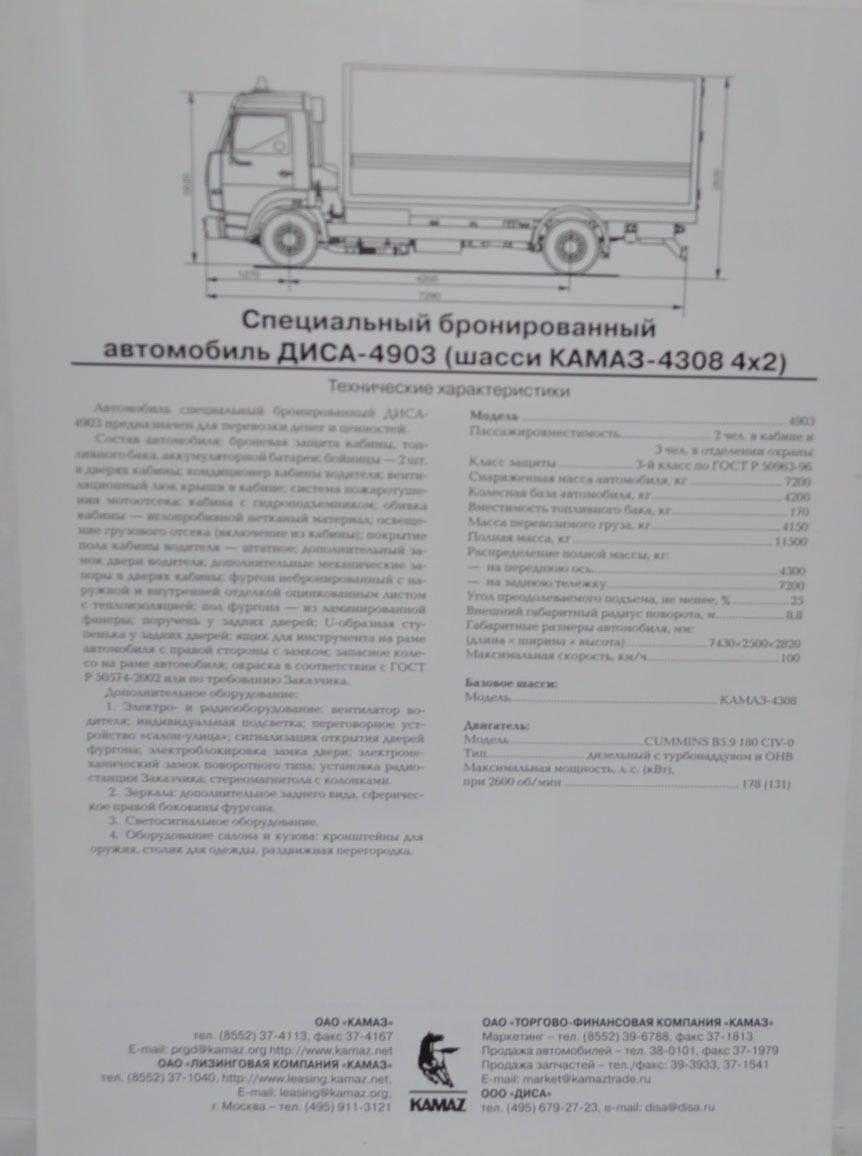 1270
4200
7290
Специальный бронированный
автомобиль ДИСА-4903 (шасси КАМАЗ-4308 4х2)
Технические характеристики
Автомобиль специальный бронированный ДИСА-
4903 предназначен для перевозки денег и ценностей.
Состав автомобиля: броневая защита кабины, топ-
ливного бака, аккумуляторной батареи; бойницы — 2 шт.
в дверях кабины; кондиционер кабины водителя; венти-
ляционный люк крыши в кабине; система пожаротуше-
ния мотоотсека; кабина с гидроподъемником; обивка
кабины — иглопробивной нетканый материал; освеще-
ние грузового отсека (включение из кабины); покрытие
пола кабины водителя — штатное; дополнительный за-
мок двери водителя; дополнительные механические за-
поры в дверях кабины; фургон небронированный с на-
ружной и внутренней отделкой оцинкованным листом
с теплоизоляцией; пол фургона — из ламинированной
фанеры; поручень у задних дверей; U-образная сту-
пенька у задних дверей; ящик для инструмента на раме
автомобиля с правой стороны с замком; запасное коле-
со на раме автомобиля; окраска в соответствии с ГОСТ
Р 50574-2002 или по требованию Заказчика.
Дополнительное оборудование:
1. Электро- и радиооборудование: вентилятор во-
дителя; индивидуальная подсветка; переговорное уст-
ройство «салон-улица»; сигнализация открытия дверей
фургона; электроблокировка замка двери; электроме-
ханический замок поворотного типа; установка радио-
станции Заказчика; стереомагнитола с колонками.
2. Зеркала: дополнительное заднего вида, сферичес-
кое правой боковины фургона.
3. Светосигнальное оборудование.
4. Оборудование салона и кузова: кронштейны для
оружия, столик для одежды, раздвижная перегородка.
Модель 4903
Пассажировместимость 2 чел. в кабине и
3 чел. в отделении охраны
Класс защиты 3-й класс по ГОСТ Р 50963-96
Снаряженная масса автомобиля, кг 7200
Колесная база автомобиля, кг 4200
Вместимость топливного бака, кг 170
Масса перевозимого груза, кг 4150
Полная масса, кг 11500
Распределение полной массы, кг:
— на переднюю ось 4300
— на заднюю тележку 7200
Угол преодолеваемого подъема, не менее, % 25
Внешний габаритный радиус поворота, м 8,8
Габаритные размеры автомобиля, мм:
(длина × ширина × высота) 7430×2500×2820
Максимальная скорость, км/ч 100
Базовое шасси:
Модель КАМАЗ-4308
Двигатель:
Модель CUMMINS B5.9 180 CIV-0
Тип дизельный с турбонаддувом и ОНВ
Максимальная мощность, л. с. (кВт),
при 2600 об/мин 178 (131)
ОАО «КАМАЗ»
тел. (8552) 37-4113, факс 37-4167
E-mail: prgd@kamaz.org http://www.kamaz.net
ОАО «ЛИЗИНГОВАЯ КОМПАНИЯ «КАМАЗ»
тел. (8552) 37-1040, http://www.leasing.kamaz.net,
E-mail: leasing@kamaz.org,
г. Москва – тел. (495) 911-3121
KAMAZ
ОАО «ТОРГОВО-ФИНАНСОВАЯ КОМПАНИЯ «КАМАЗ»
Маркетинг – тел. (8552) 39-6788, факс 37-1813
Продажа автомобилей – тел. 38-0101, факс 37-1979
Продажа запчастей – тел./факс: 39-3933, 37-1541
E-mail: market@kamaztrade.ru
ООО «ДИСА»
тел. (495) 679-27-23, e-mail: disa@disa.ru